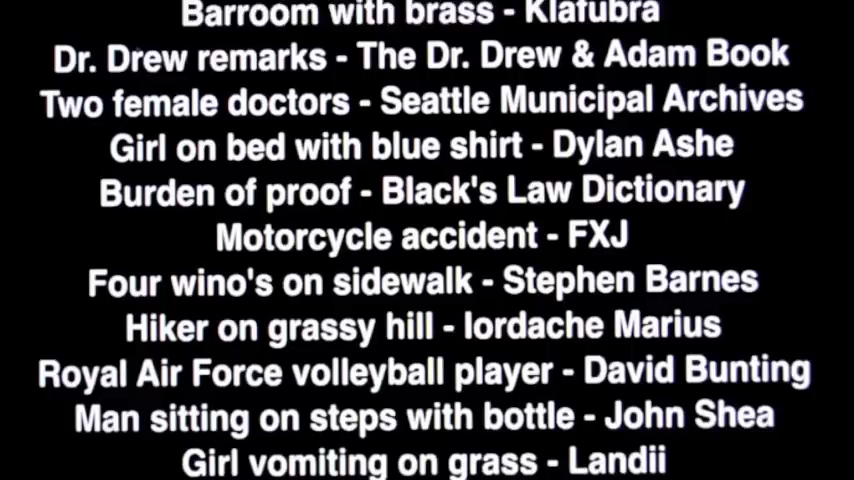 Barroom with brass - Klafubra
Dr. Drew remarks - The Dr. Drew & Adam Book
Two female doctors - Seattle Municipal Archives
Girl on bed with blue shirt - Dylan Ashe
Burden of proof - Black's Law Dictionary
Motorcycle accident - FXJ
Four wino's on sidewalk - Stephen Barnes
Hiker on grassy hill - Iordache Marius
Royal Air Force volleyball player - David Bunting
Man sitting on steps with bottle - John Shea
Girl vomiting on grass - Landii